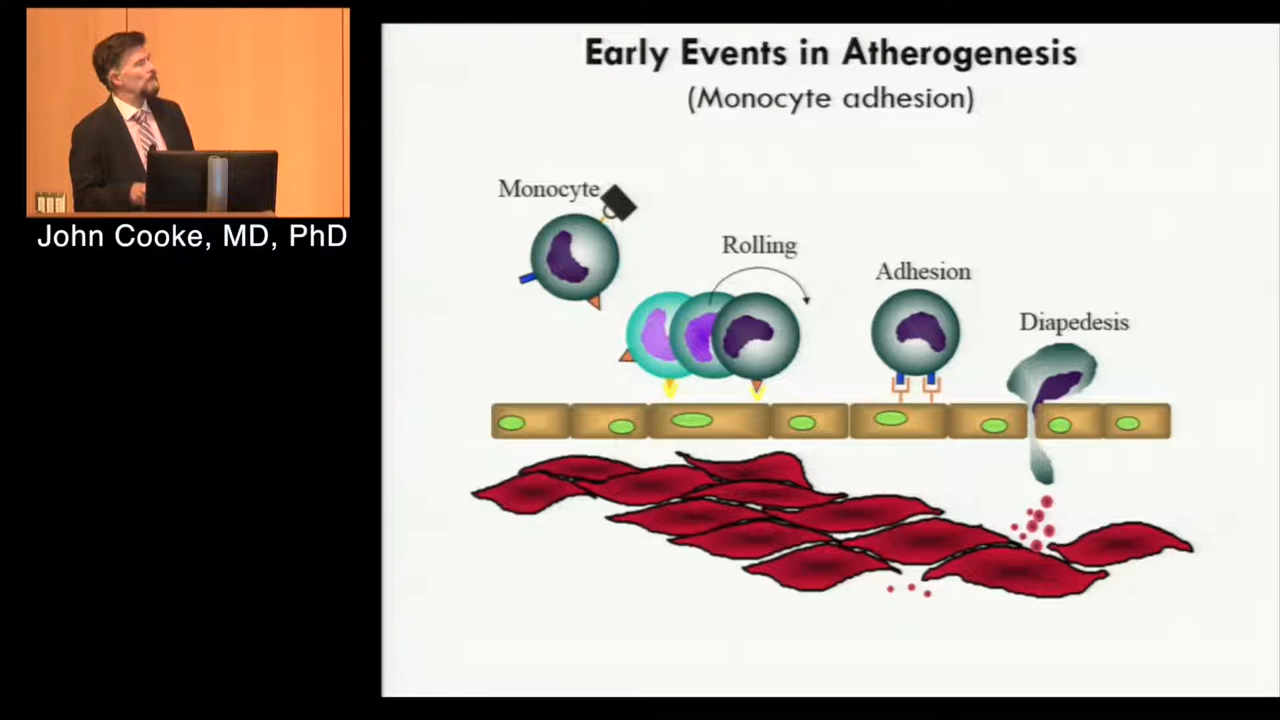 Early Events in Atherogenesis
(Monocyte adhesion)
Monocyte
Rolling
Adhesion
Diapedesis
John Cooke, MD, PhD